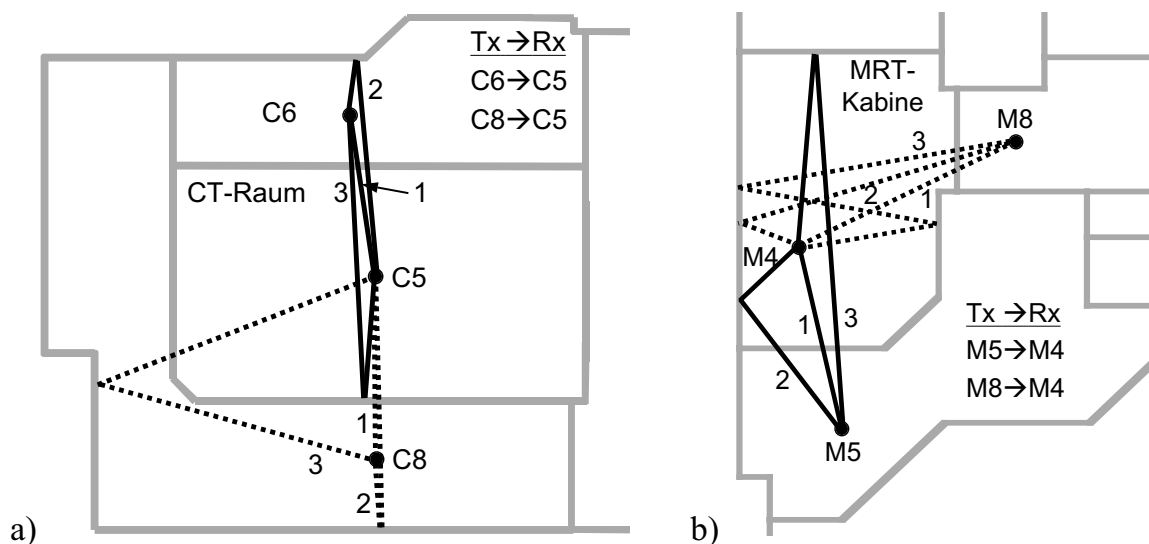 Tx →Rx
C6→C5
C8→C5
C6
2
CT-Raum
3
1
C5
1
3
C8
2
a)
MRT-
Kabine
M8
3
2
1
M4
1
3
2
Tx →Rx
M5→M4
M8→M4
M5
b)